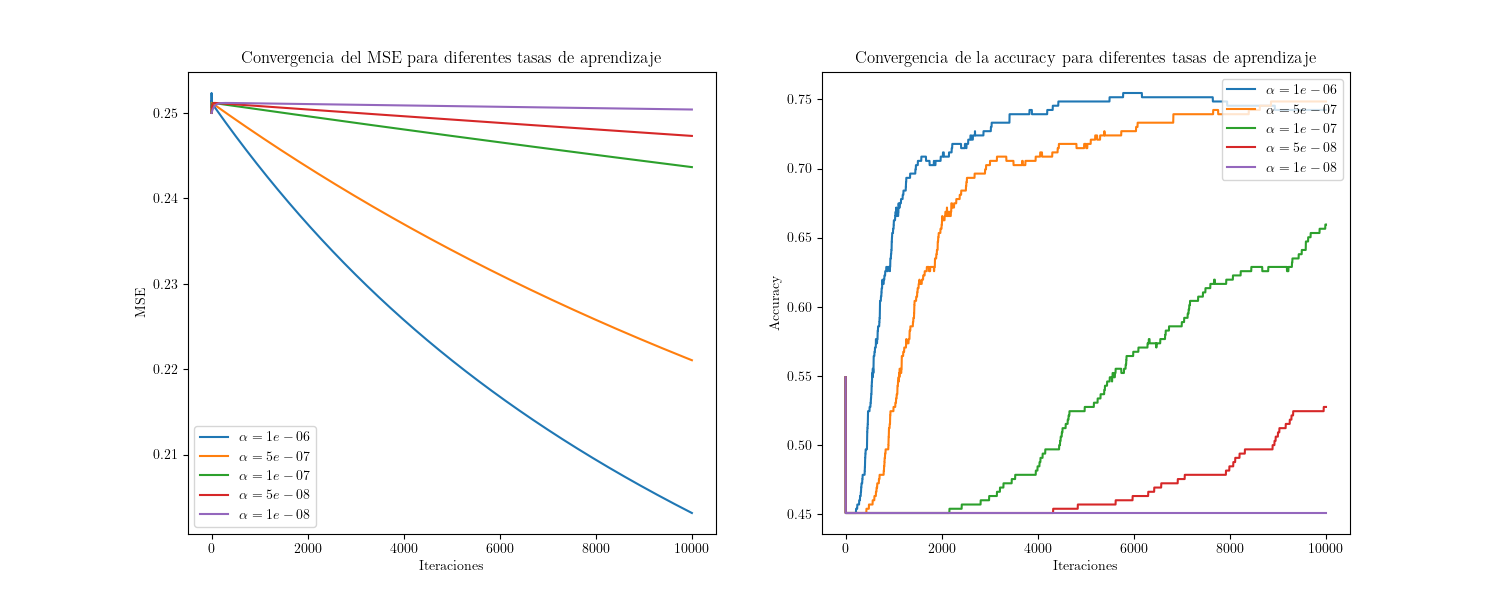 Convergencia del MSE para diferentes tasas de aprendizaje
MSE
0.25
0.24
0.23
0.22
0.21
α = 1e − 06
α = 5e − 07
α = 1e − 07
α = 5e − 08
α = 1e − 08
0 2000 4000 6000 8000 10000
Iteraciones
Convergencia de la accuracy para diferentes tasas de aprendizaje
Accuracy
0.75
0.70
0.65
0.60
0.55
0.50
0.45
α = 1e − 06
α = 5e − 07
α = 1e − 07
α = 5e − 08
α = 1e − 08
0 2000 4000 6000 8000 10000
Iteraciones